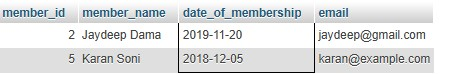 member_id member_name date_of_membership email
2 Jaydeep Dama 2019-11-20 jaydeep@gmail.com
5 Karan Soni 2018-12-05 karan@example.com